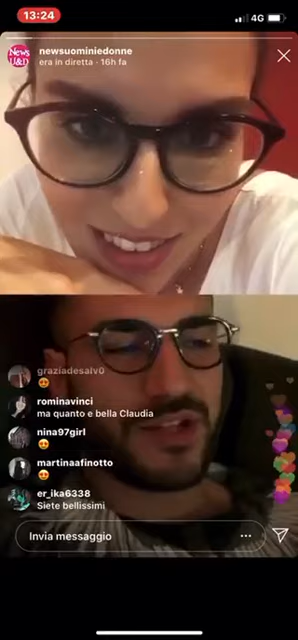 13:24
4G
News
U&D
newsuominiedonne
era in diretta · 16h fa
graziadesalv0
😍
rominavinci
ma quanto e bella Claudia
nina97girl
😍
martinaafinotto
😍
er_ika6338
Siete bellissimi
Invia messaggio